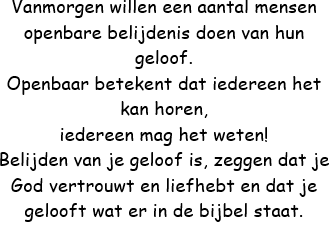 Vanmorgen willen een aantal mensen
openbare belijdenis doen van hun
geloof.
Openbaar betekent dat iedereen het
kan horen,
iedereen mag het weten!
Belijden van je geloof is, zeggen dat je
God vertrouwt en liefhebt en dat je
gelooft wat er in de bijbel staat.